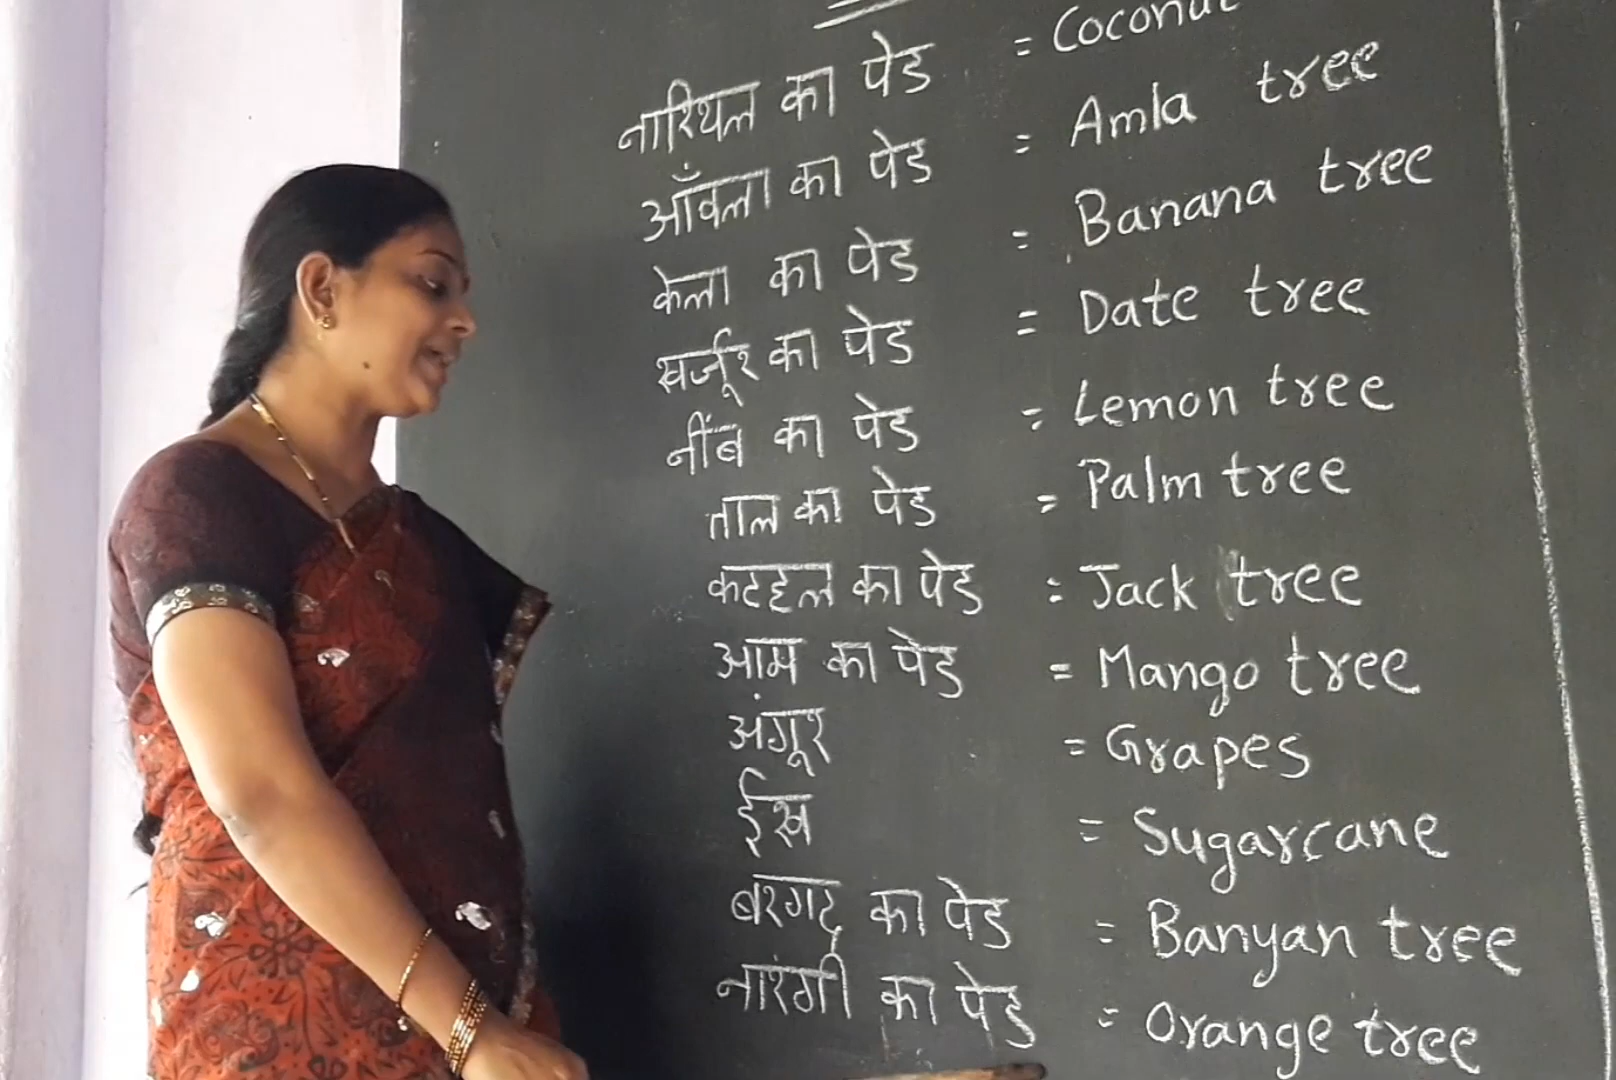 नारियल का पेड = Coconut
आँवला का पेड = Amla tree
केला का पेड = Banana tree
खर्जूर का पेड = Date tree
नींब का पेड = Lemon tree
ताल का पेड = Palm tree
कटहल का पेड = Jack tree
आम का पेड = Mango tree
अंगूर = Grapes
ईख = Sugarcane
बरगद का पेड = Banyan tree
नारंगी का पेड = Orange tree